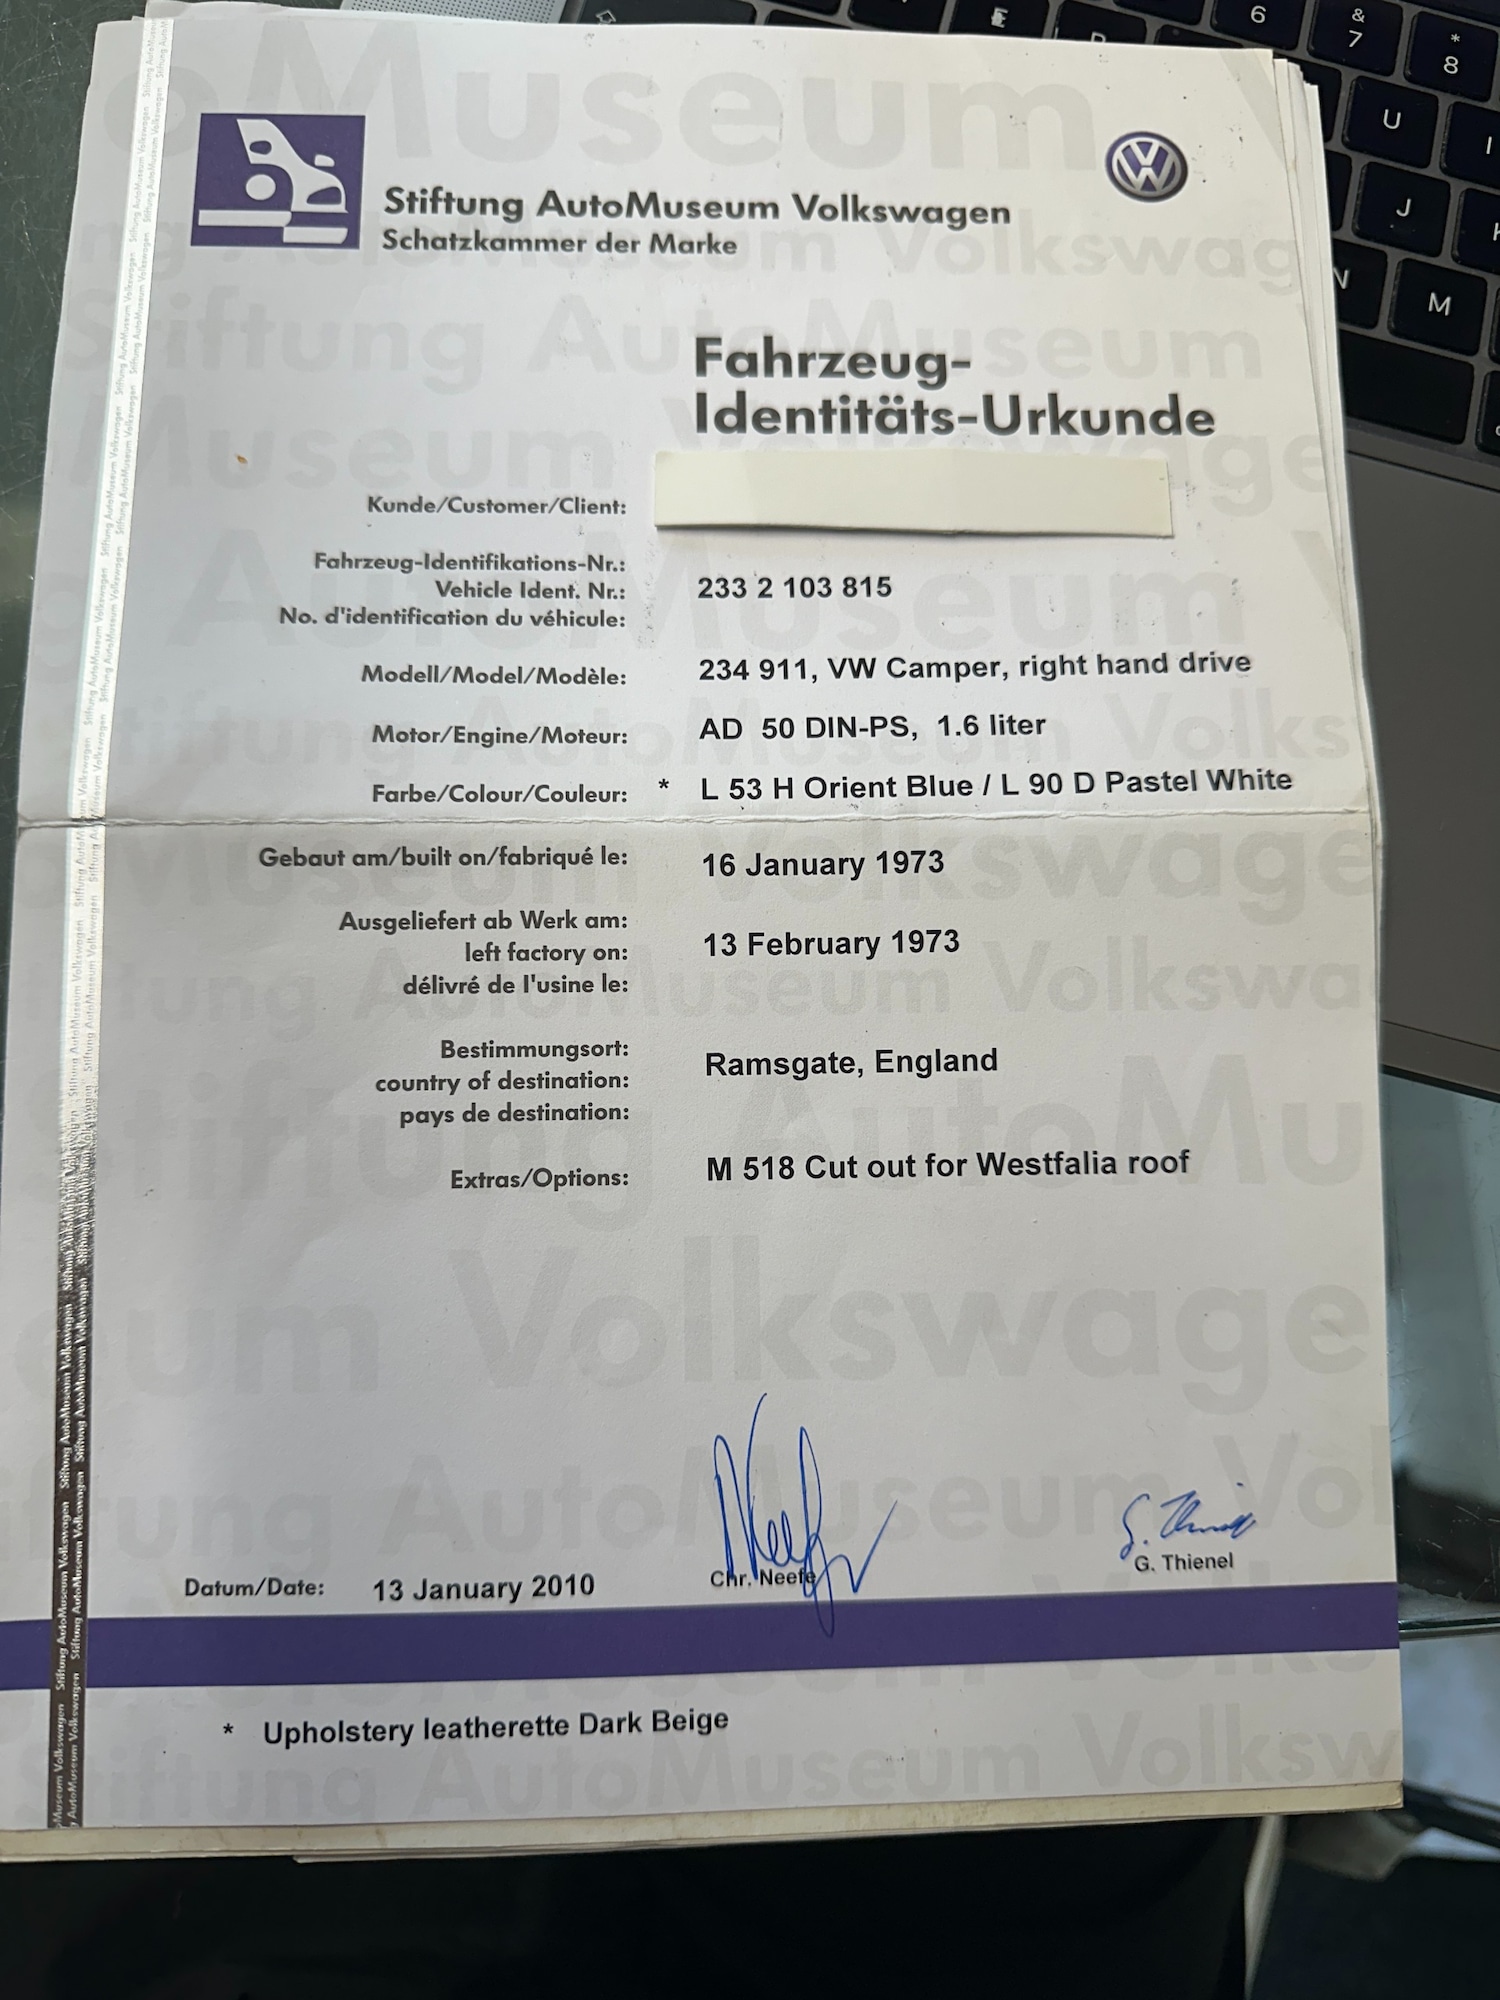 Stiftung AutoMuseum Volkswagen
Schatzkammer der Marke
Fahrzeug-
Identitäts-Urkunde
Kunde/Customer/Client:
Fahrzeug-Identifikations-Nr.:
Vehicle Ident. Nr.:
No. d'identification du véhicule:
233 2 103 815
Modell/Model/Modèle: 234 911, VW Camper, right hand drive
Motor/Engine/Moteur: AD 50 DIN-PS, 1.6 liter
Farbe/Colour/Couleur: * L 53 H Orient Blue / L 90 D Pastel White
Gebaut am/built on/fabriqué le: 16 January 1973
Ausgeliefert ab Werk am:
left factory on:
délivré de l'usine le:
13 February 1973
Bestimmungsort:
country of destination:
pays de destination:
Ramsgate, England
Extras/Options: M 518 Cut out for Westfalia roof
Datum/Date: 13 January 2010
Chr. Neefe
G. Thienel
* Upholstery leatherette Dark Beige
6
&
7
*
8
U
I
J
N
M